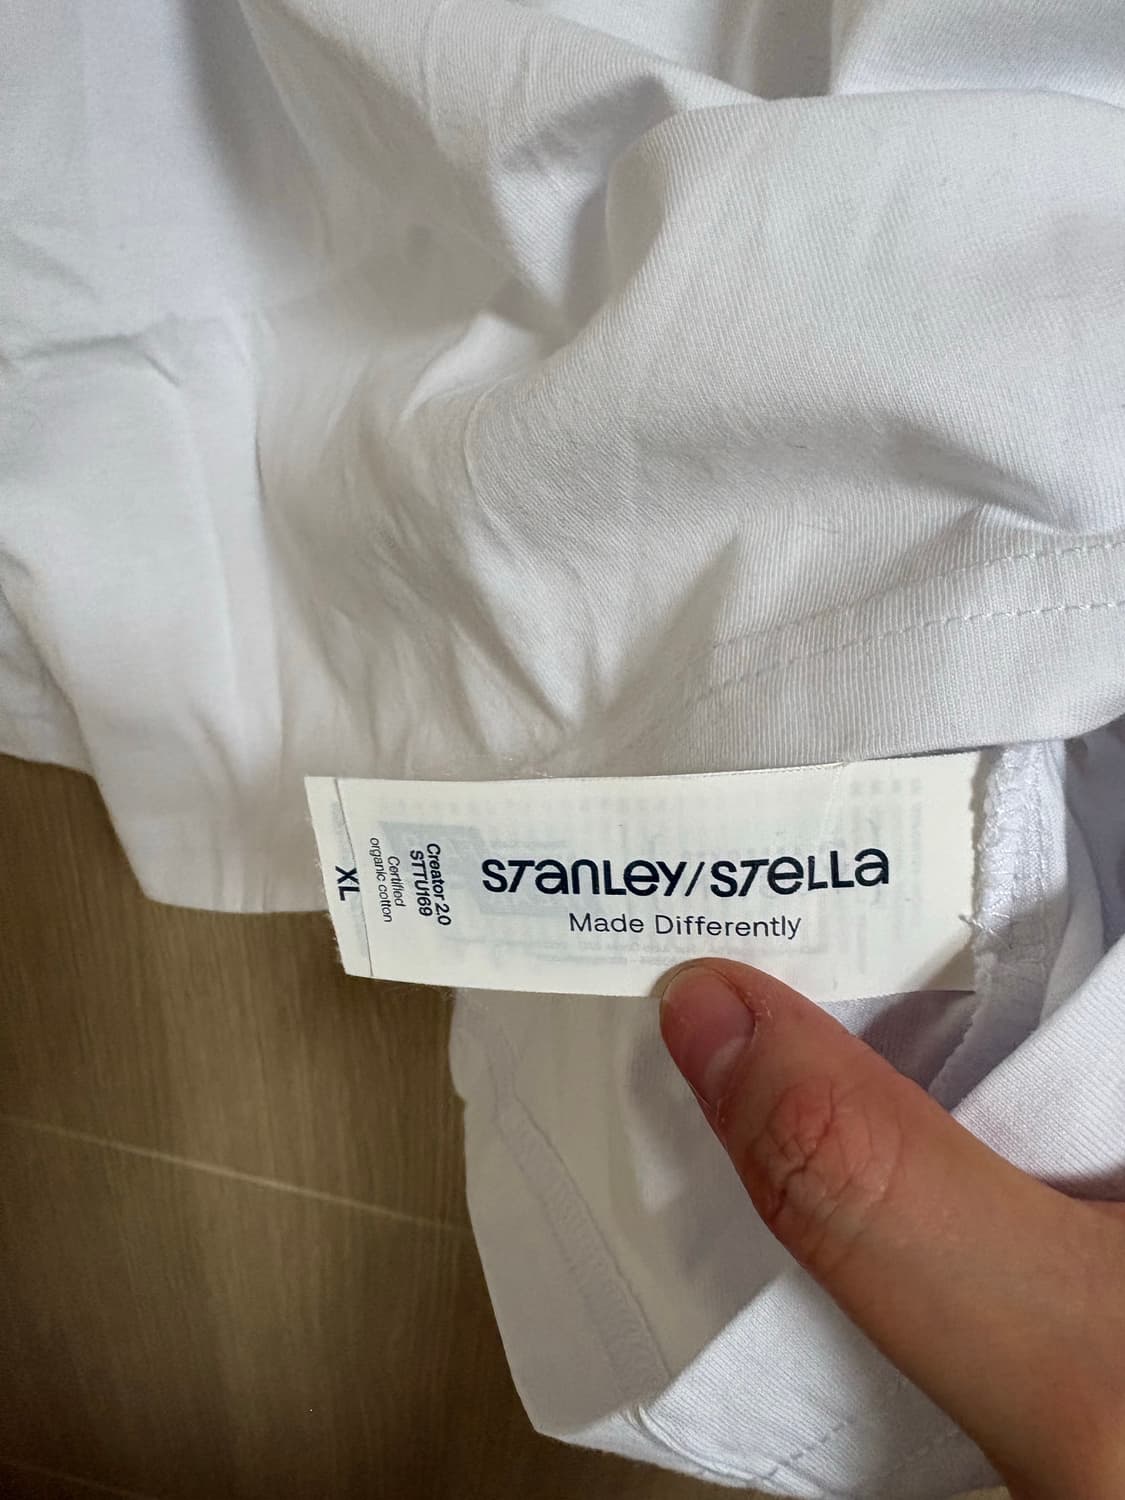 STANLEY/STELLA
Made Differently
Creator 2.0
STTU169
Certified
organic cotton
XL